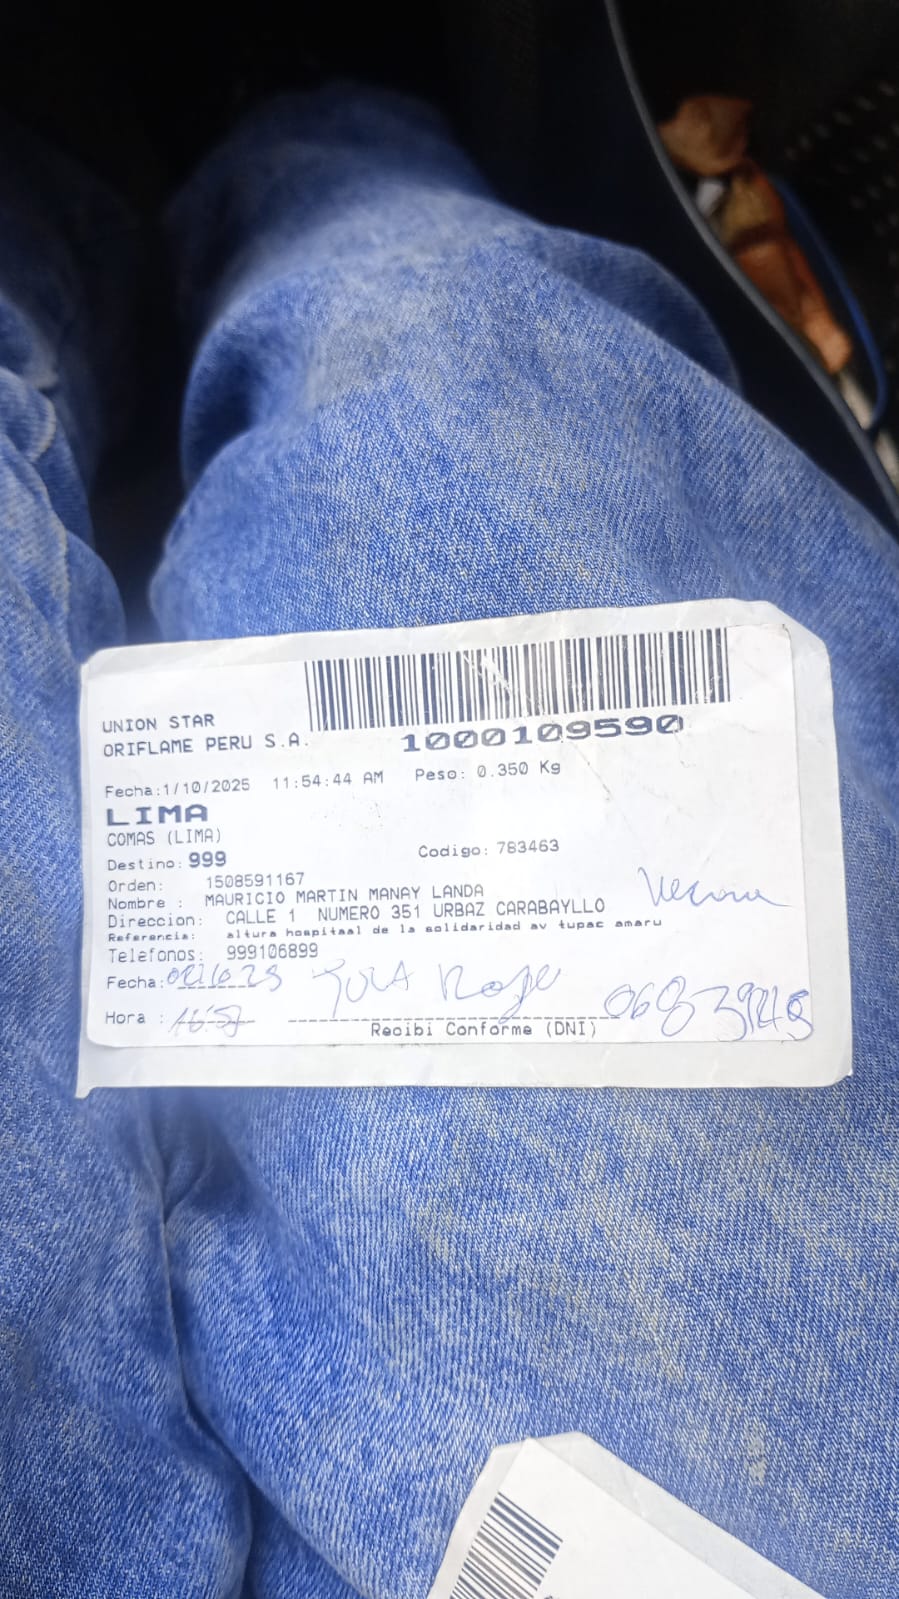 UNION STAR
ORIFLAME PERU S.A.
1000109590
Fecha:1/10/2025 11:54:44 AM Peso: 0.350 Kg
LIMA
COMAS (LIMA)
Destino: 999 Codigo: 783463
Orden: 1508591167
Nombre : MAURICIO MARTIN MANAY LANDA
Direccion: CALLE 1 NUMERO 351 URBAZ CARABAYLLO
Referencia: altura hospitaal de la solidaridad av tupac amaru
Telefonos: 999106899
Fecha:
Hora : 16:57
Recibi Conforme (DNI)